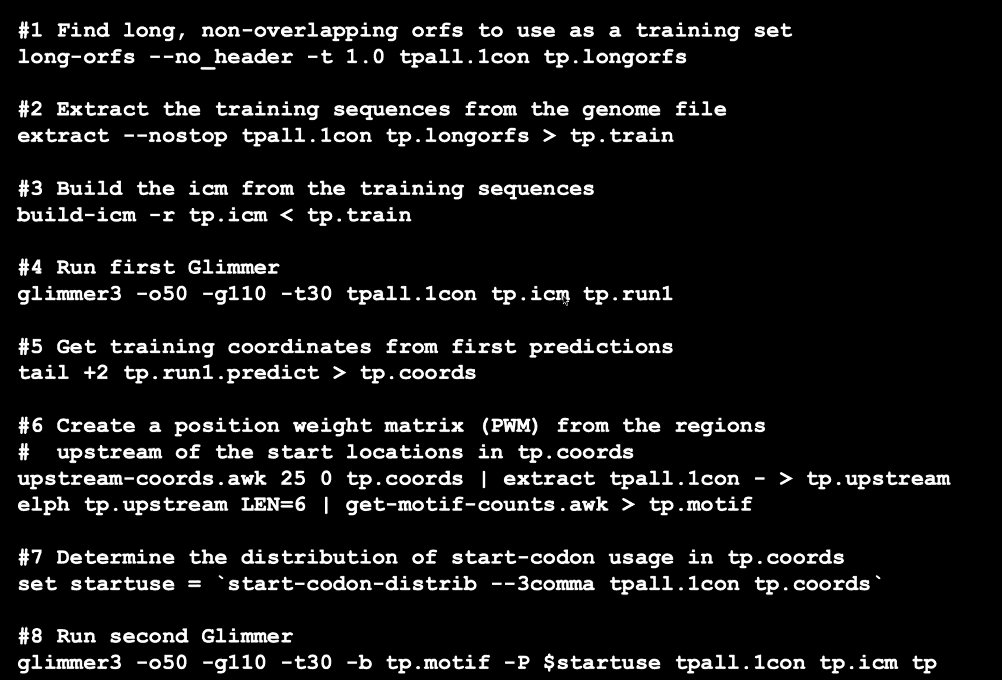 #1 Find long, non-overlapping orfs to use as a training set
long-orfs --no_header -t 1.0 tpall.1con tp.longorfs
#2 Extract the training sequences from the genome file
extract --nostop tpall.1con tp.longorfs > tp.train
#3 Build the icm from the training sequences
build-icm -r tp.icm < tp.train
#4 Run first Glimmer
glimmer3 -o50 -g110 -t30 tpall.1con tp.icm tp.run1
#5 Get training coordinates from first predictions
tail +2 tp.run1.predict > tp.coords
#6 Create a position weight matrix (PWM) from the regions
#  upstream of the start locations in tp.coords
upstream-coords.awk 25 0 tp.coords | extract tpall.1con - > tp.upstream
elph tp.upstream LEN=6 | get-motif-counts.awk > tp.motif
#7 Determine the distribution of start-codon usage in tp.coords
set startuse = `start-codon-distrib --3comma tpall.1con tp.coords`
#8 Run second Glimmer
glimmer3 -o50 -g110 -t30 -b tp.motif -P $startuse tpall.1con tp.icm tp